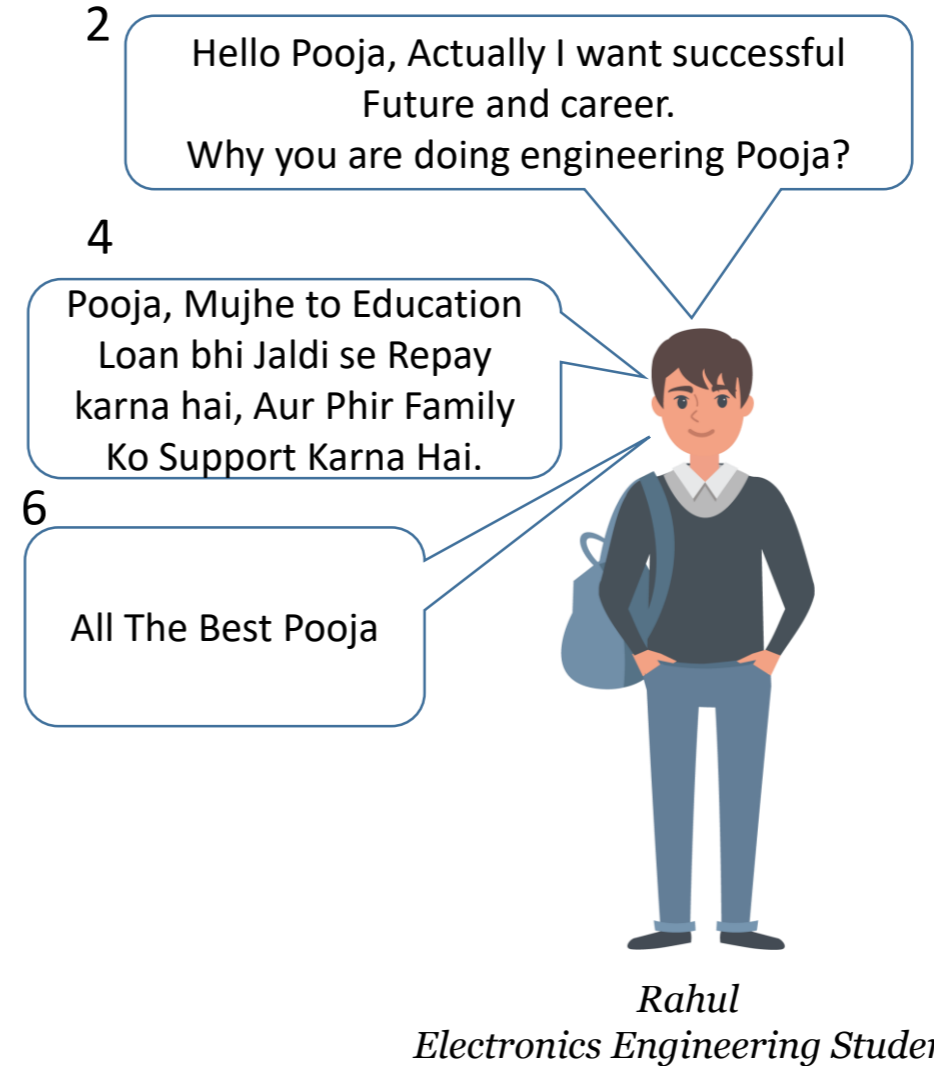 2
Hello Pooja, Actually I want successful
Future and career.
Why you are doing engineering Pooja?
4
Pooja, Mujhe to Education
Loan bhi Jaldi se Repay
karna hai, Aur Phir Family
Ko Support Karna Hai.
6
All The Best Pooja
Rahul
Electronics Engineering